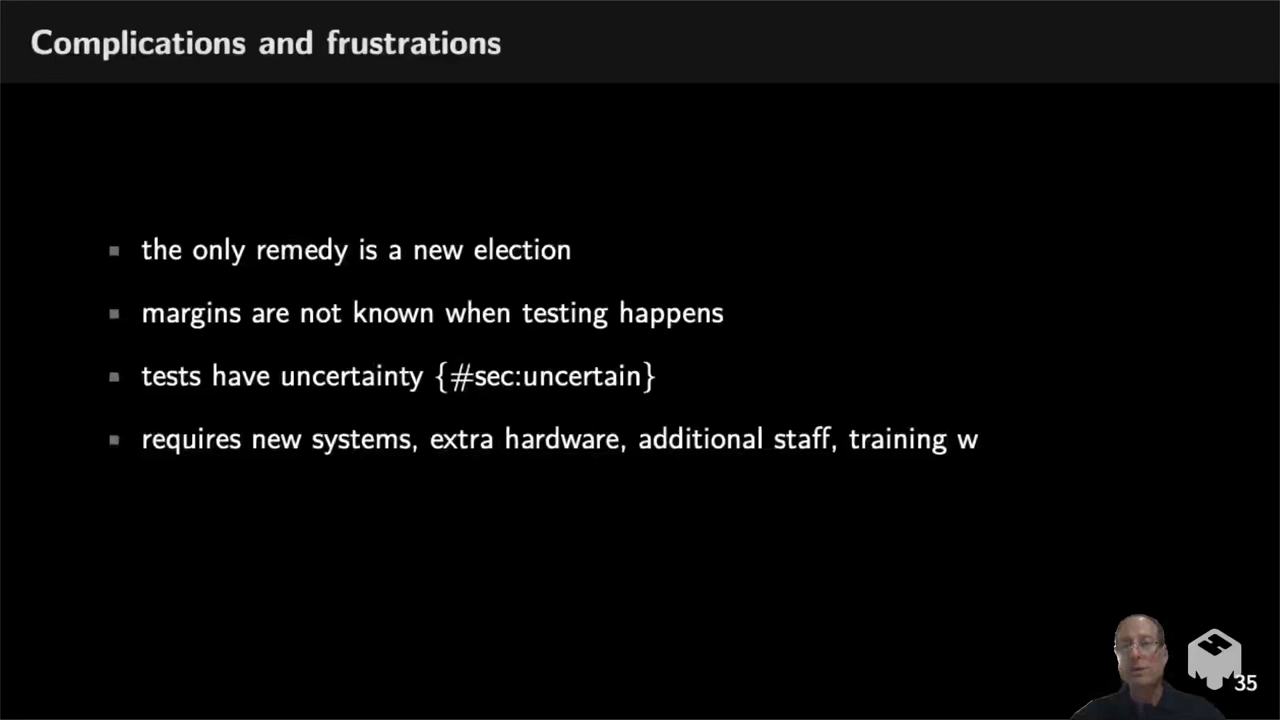 Complications and frustrations
the only remedy is a new election
margins are not known when testing happens
tests have uncertainty {#sec:uncertain}
requires new systems, extra hardware, additional staff, training w
35